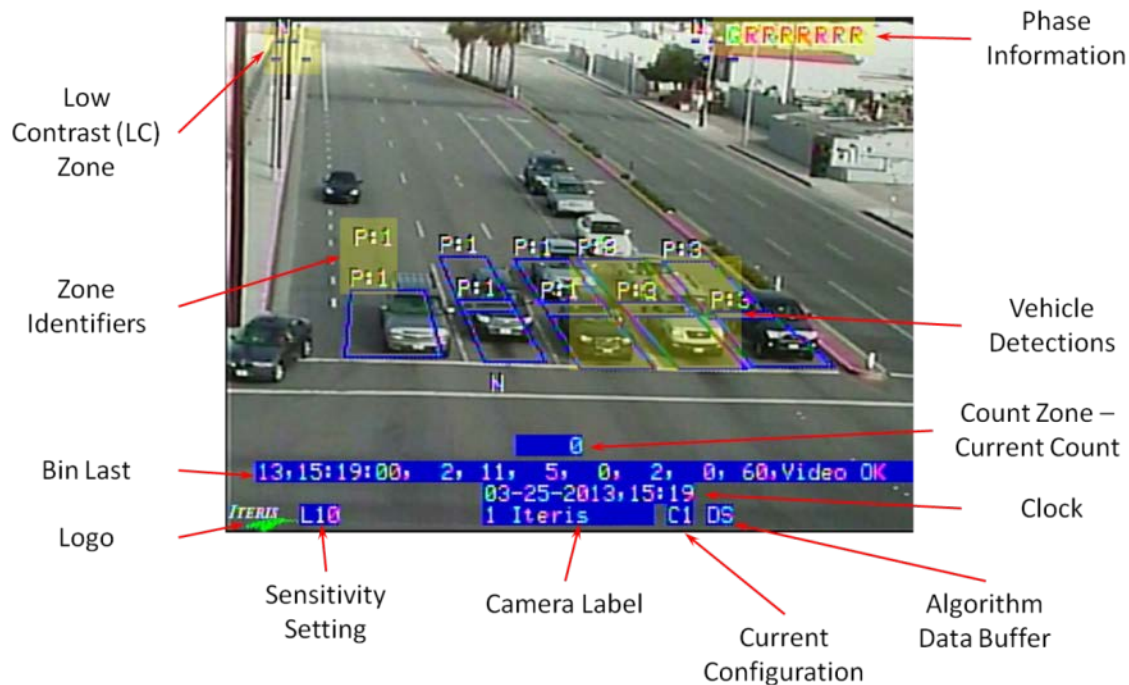 Phase
Information
GRRRRRRR
N
Low
Contrast (LC)
Zone
P:1
P:1
P:1
P:3
P:3
P:1
P:1
P:1
P:3
P:3
Zone
Identifiers
Vehicle
Detections
N
Count Zone –
Current Count
0
Bin Last
13,15:19:00, 2, 11, 5, 0, 2, 0, 60,Video OK
03-25-2013,15:19
Clock
ITERIS
L10
1 Iteris
C1
DS
Logo
Sensitivity
Setting
Camera Label
Current
Configuration
Algorithm
Data Buffer